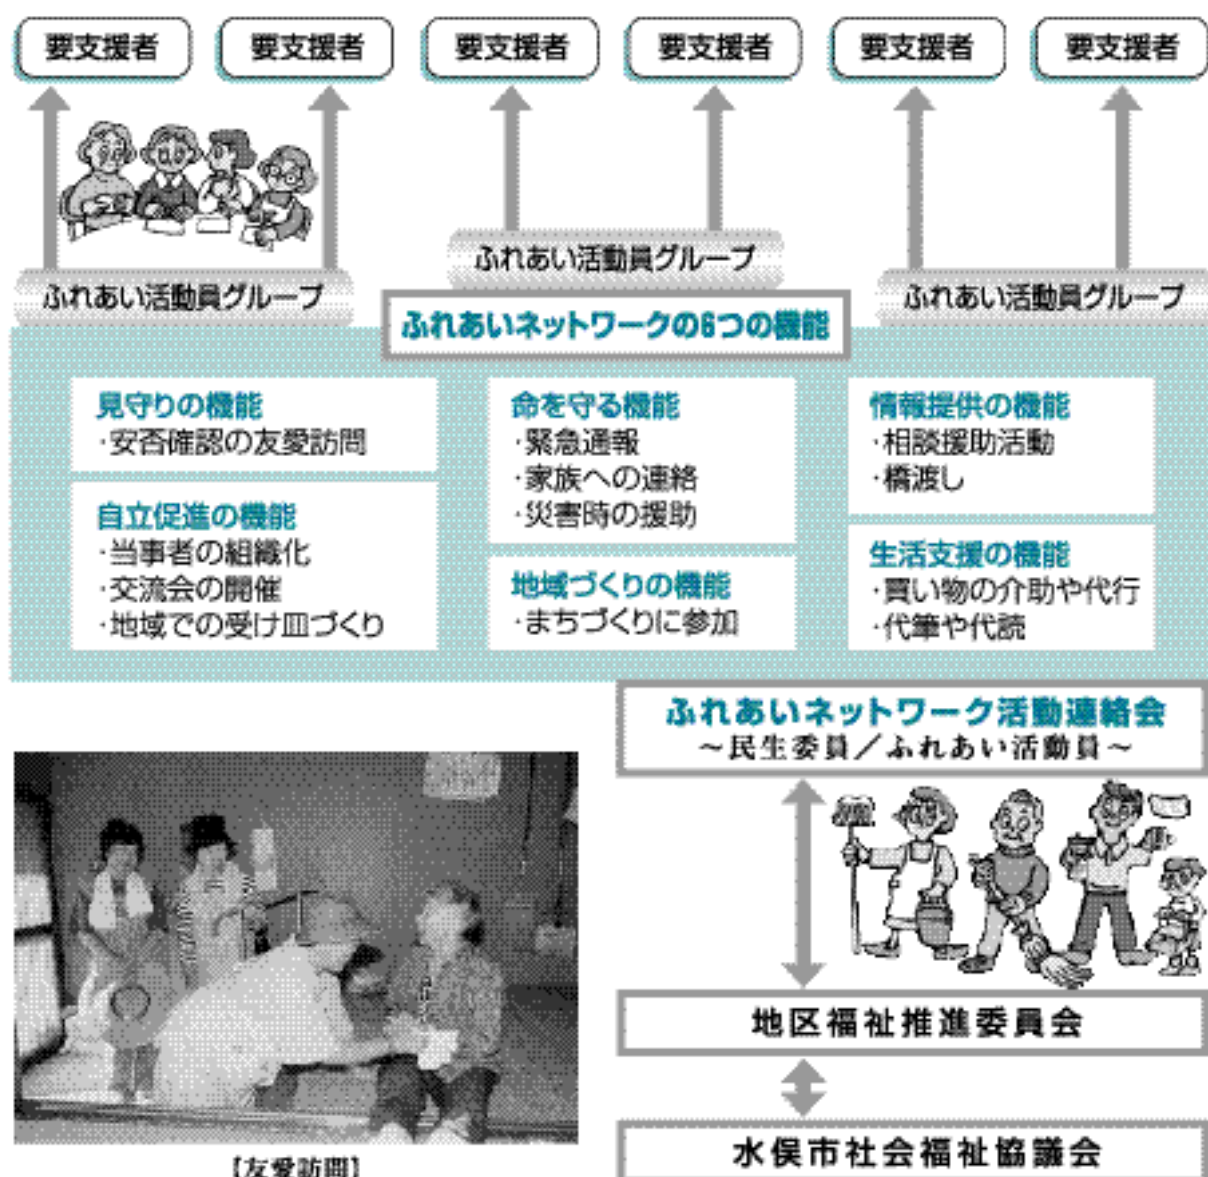 要支援者
要支援者
要支援者
要支援者
要支援者
要支援者
ふれあい活動員グループ
ふれあい活動員グループ
ふれあい活動員グループ
ふれあいネットワークの6つの機能
見守りの機能
・安否確認の友愛訪問
自立促進の機能
・当事者の組織化
・交流会の開催
・地域での受け皿づくり
命を守る機能
・緊急通報
・家族への連絡
・災害時の援助
地域づくりの機能
・まちづくりに参加
情報提供の機能
・相談援助活動
・橋渡し
生活支援の機能
・買い物の介助や代行
・代筆や代読
ふれあいネットワーク活動連絡会
～民生委員／ふれあい活動員～
地区福祉推進委員会
水俣市社会福祉協議会
【友愛訪問】